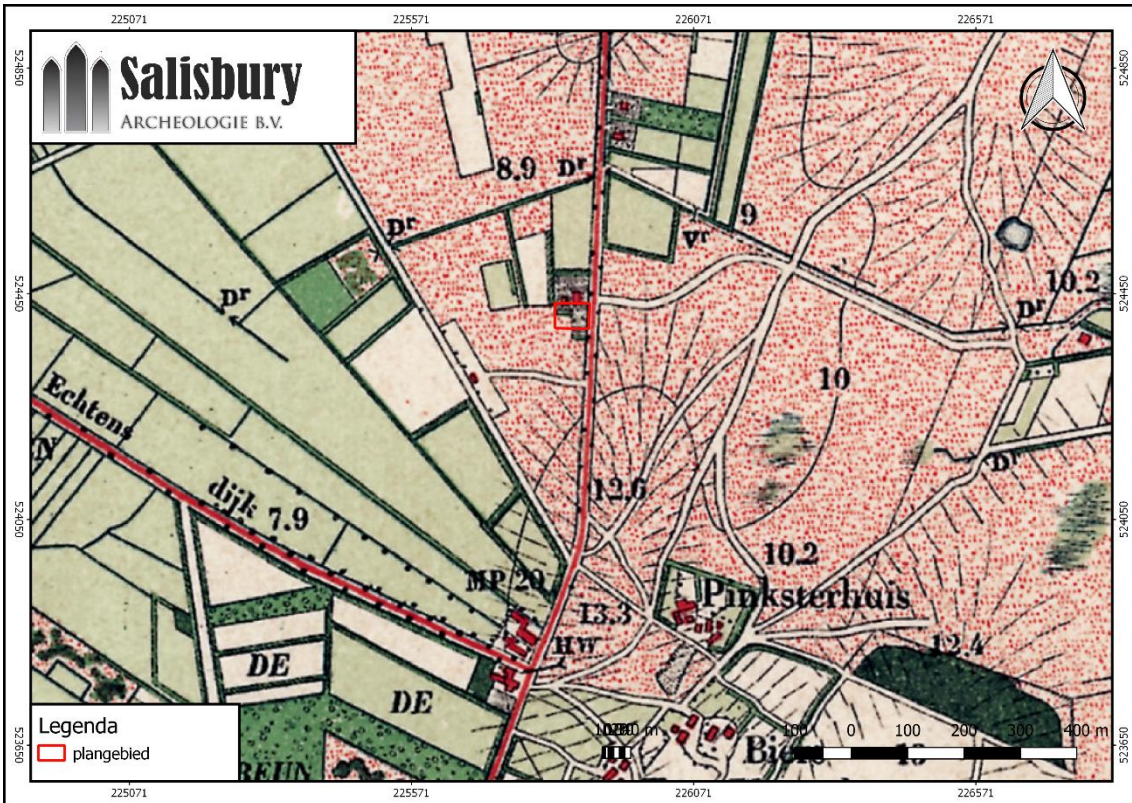 225071
225571
226071
226571
524850
524850
Salisbury
ARCHEOLOGIE B.V.
8.9
Dr
Dr
9
Vr
Dr
10.2
Dr
524450
524450
Echtens
dijk
7.9
N
10
12.6
Dr
524050
524050
MP 20
13.3
10.2
Pinksterhuis
HW
12.4
DE
DE
Legenda
plangebied
100
0
100
200
300
400 m
523650
523650
225071
225571
226071
226571